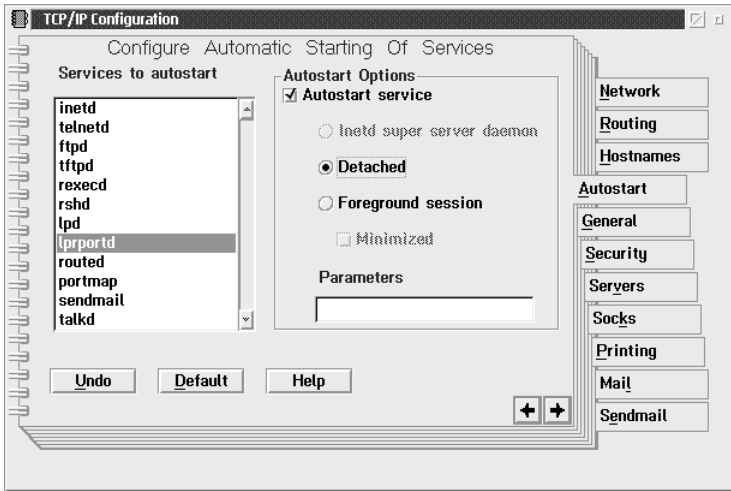 TCP/IP Configuration
Configure Automatic Starting Of Services
Services to autostart
inetd
telnetd
ftpd
tftpd
rexecd
rshd
lpd
lprportd
routed
portmap
sendmail
talkd
Autostart Options
Autostart service
Inetd super server daemon
Detached
Foreground session
Minimized
Parameters
Undo
Default
Help
Network
Routing
Hostnames
Autostart
General
Security
Servers
Socks
Printing
Mail
Sendmail